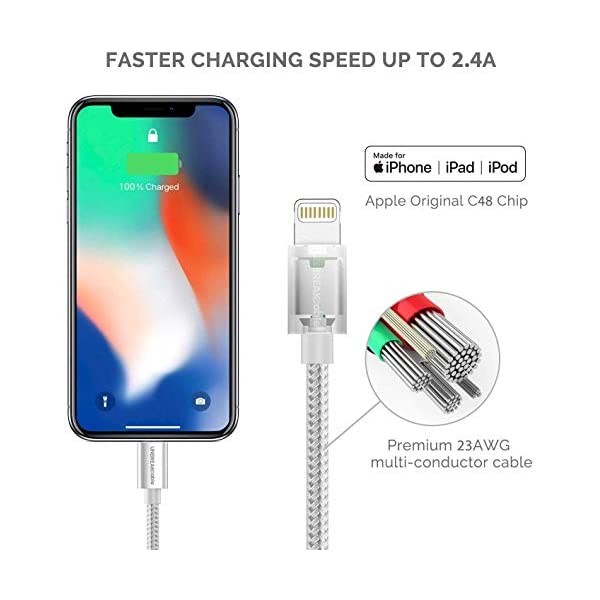 FASTER CHARGING SPEED UP TO 2.4A
100% Charged
Made for
iPhone | iPad | iPod
Apple Original C48 Chip
UNBREAKcable
Premium 23AWG
multi-conductor cable